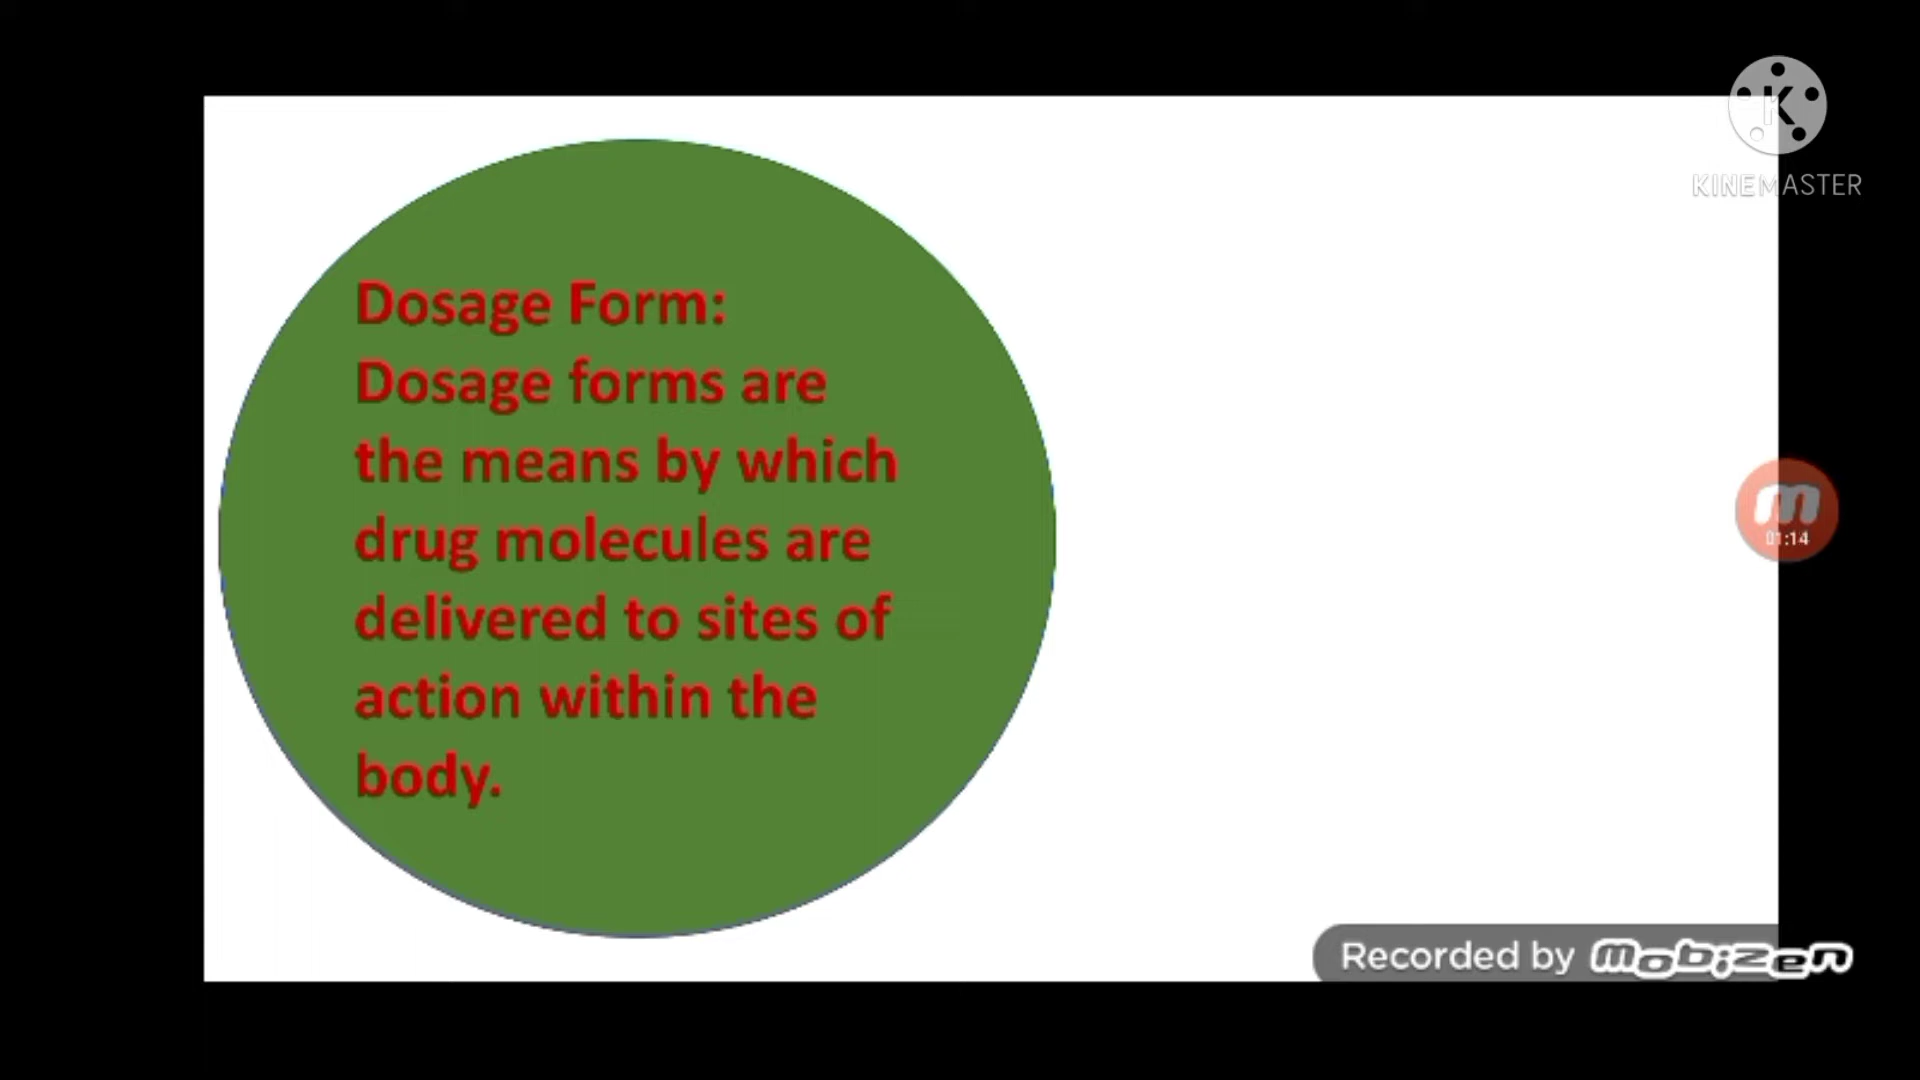 K
KINEMASTER
Dosage Form:
Dosage forms are
the means by which
drug molecules are
delivered to sites of
action within the
body.
m
01:14
Recorded by mobizen